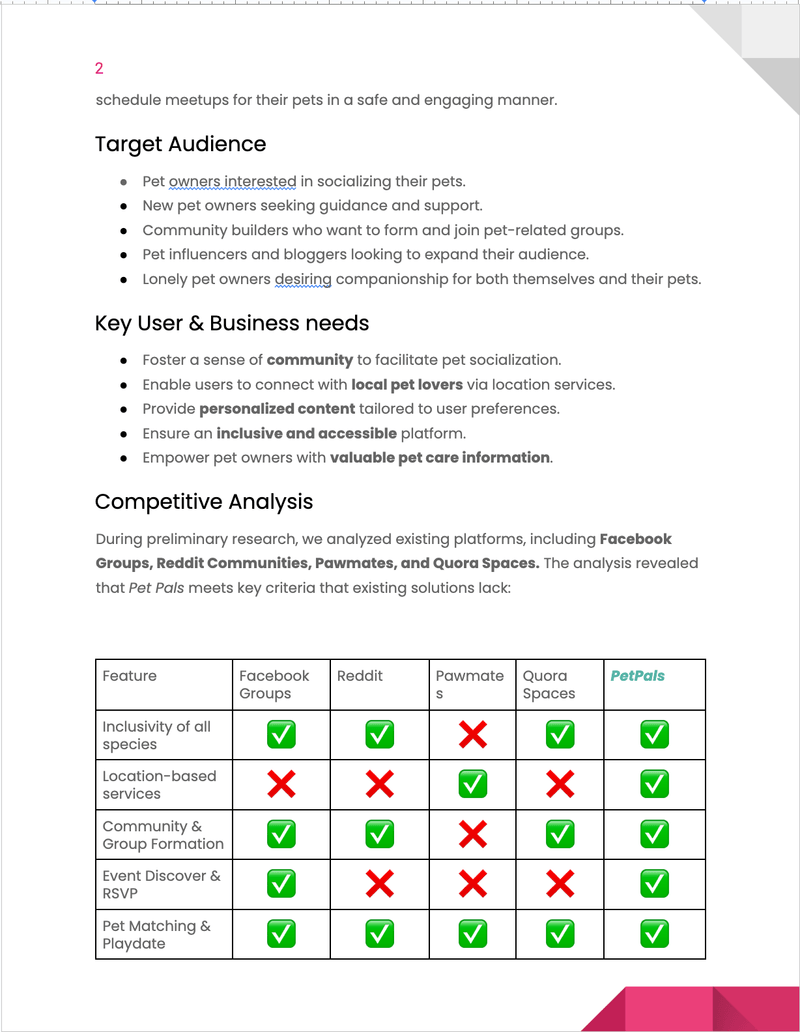 2
schedule meetups for their pets in a safe and engaging manner.
Target Audience
● Pet owners interested in socializing their pets.
● New pet owners seeking guidance and support.
● Community builders who want to form and join pet-related groups.
● Pet influencers and bloggers looking to expand their audience.
● Lonely pet owners desiring companionship for both themselves and their pets.
Key User & Business needs
● Foster a sense of community to facilitate pet socialization.
● Enable users to connect with local pet lovers via location services.
● Provide personalized content tailored to user preferences.
● Ensure an inclusive and accessible platform.
● Empower pet owners with valuable pet care information.
Competitive Analysis
During preliminary research, we analyzed existing platforms, including Facebook
Groups, Reddit Communities, Pawmates, and Quora Spaces. The analysis revealed
that Pet Pals meets key criteria that existing solutions lack:
Feature
Facebook
Groups
Reddit
Pawmate
s
Quora
Spaces
PetPals
Inclusivity of all
species
✅ ✅ ❌ ✅ ✅
Location-based
services
❌ ❌ ✅ ❌ ✅
Community &
Group Formation
✅ ✅ ❌ ✅ ✅
Event Discover &
RSVP
✅ ❌ ❌ ❌ ✅
Pet Matching &
Playdate
✅ ✅ ✅ ✅ ✅